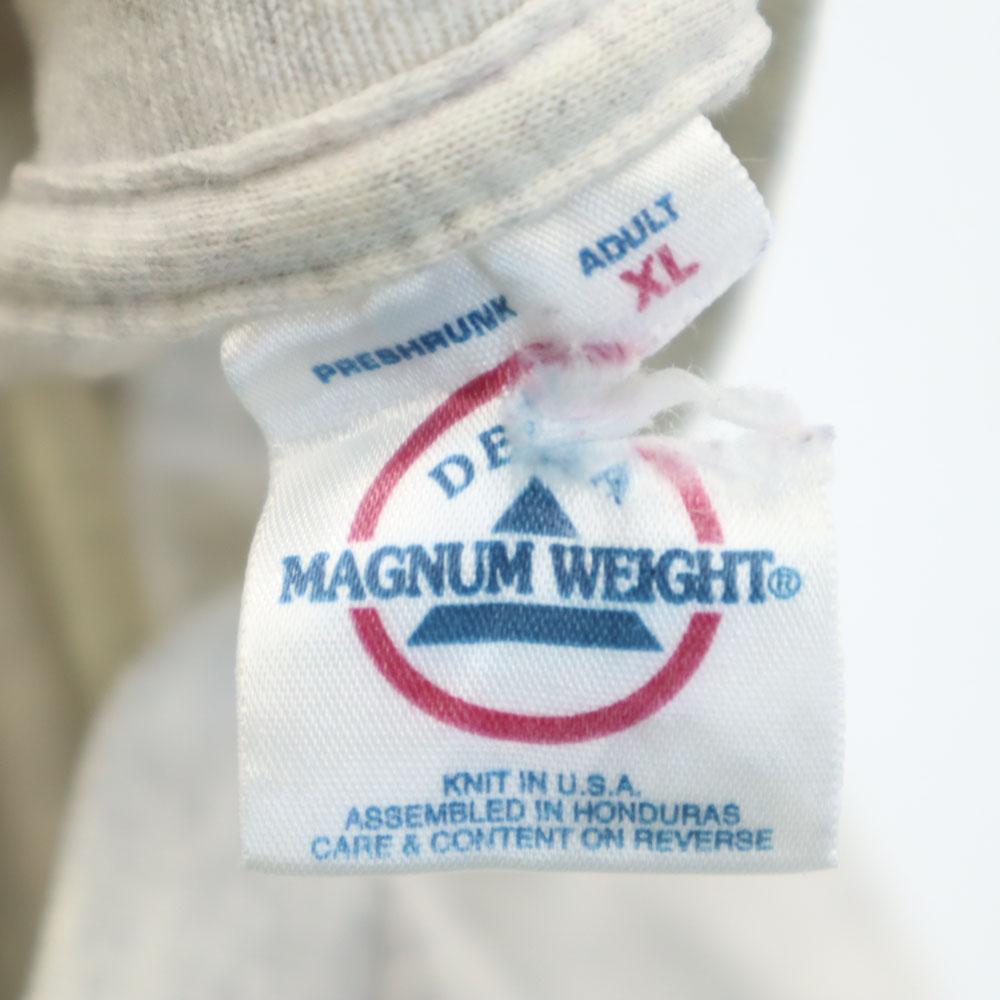 ADULT
XL
PRESHRUNK
MAGNUM WEIGHT®
KNIT IN U.S.A.
ASSEMBLED IN HONDURAS
CARE & CONTENT ON REVERSE